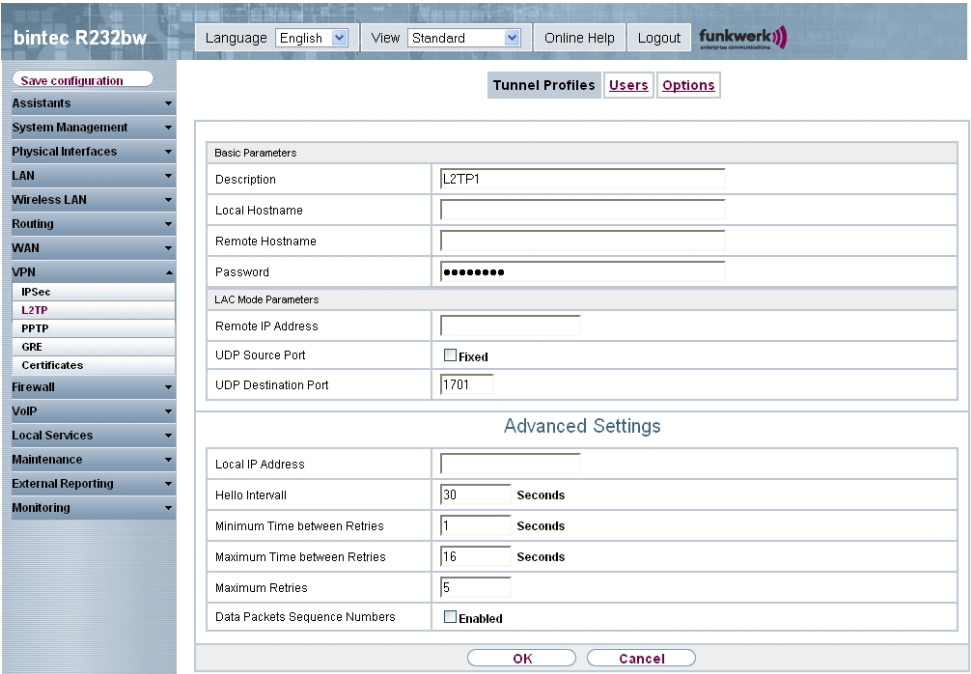 bintec R232bw
Language English View Standard Online Help Logout funkwerk
enterprise communications
Save configuration
Assistants
System Management
Physical Interfaces
LAN
Wireless LAN
Routing
WAN
VPN
IPSec
L2TP
PPTP
GRE
Certificates
Firewall
VoIP
Local Services
Maintenance
External Reporting
Monitoring
Tunnel Profiles Users Options
Basic Parameters
Description L2TP1
Local Hostname
Remote Hostname
Password ••••••••
LAC Mode Parameters
Remote IP Address
UDP Source Port Fixed
UDP Destination Port 1701
Advanced Settings
Local IP Address
Hello Intervall 30 Seconds
Minimum Time between Retries 1 Seconds
Maximum Time between Retries 16 Seconds
Maximum Retries 5
Data Packets Sequence Numbers Enabled
OK Cancel